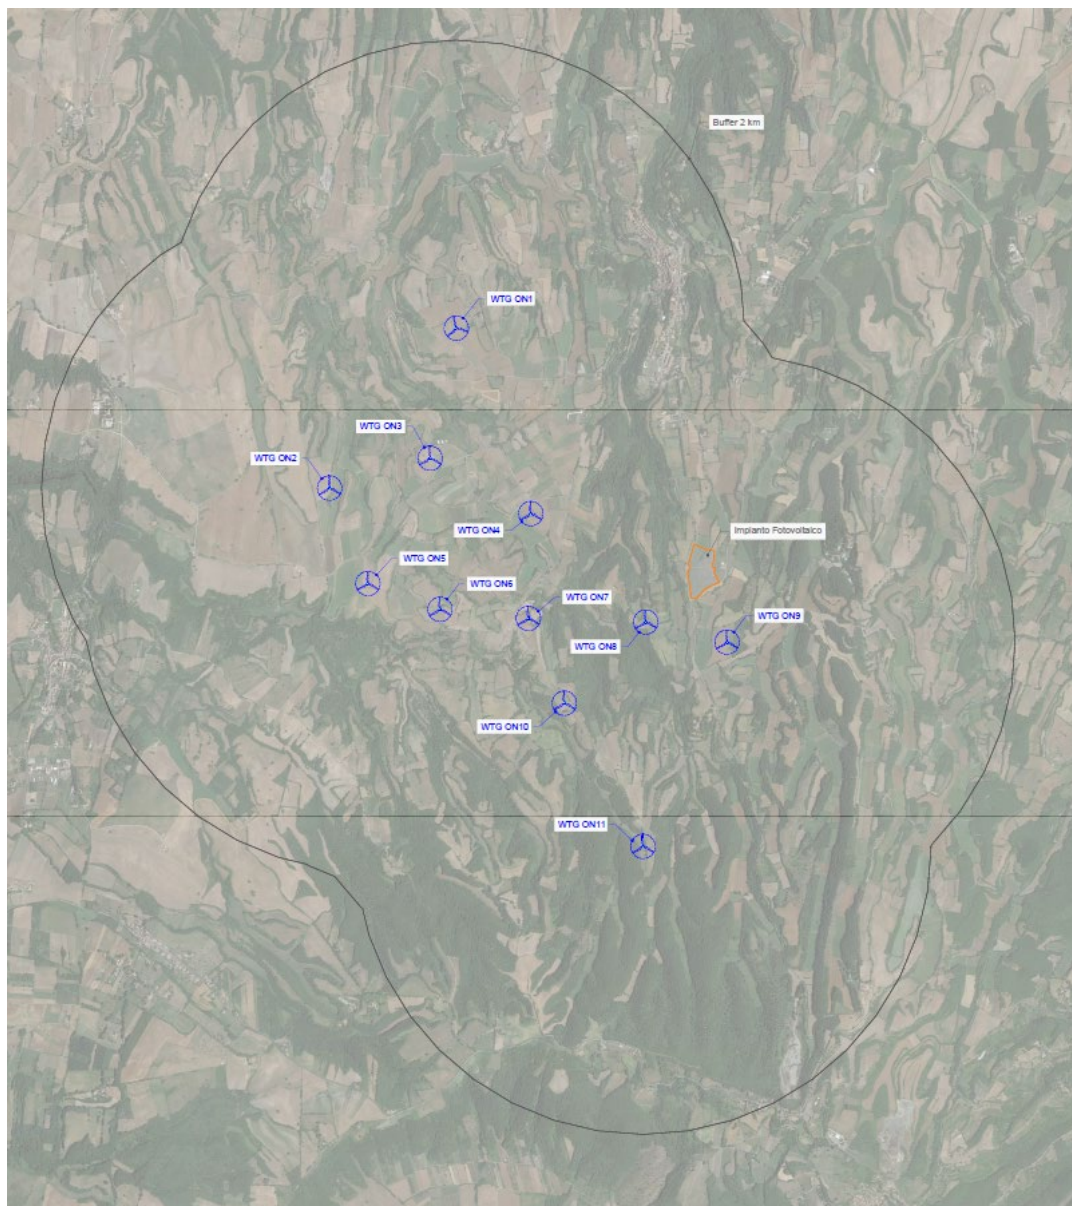 Buffer 2 km
WTG ON1
WTG ON3
WTG ON2
WTG ON4
Impianto Fotovoltaico
WTG ON5
WTG ON6
WTG ON7
WTG ON9
WTG ON8
WTG ON10
WTG ON11